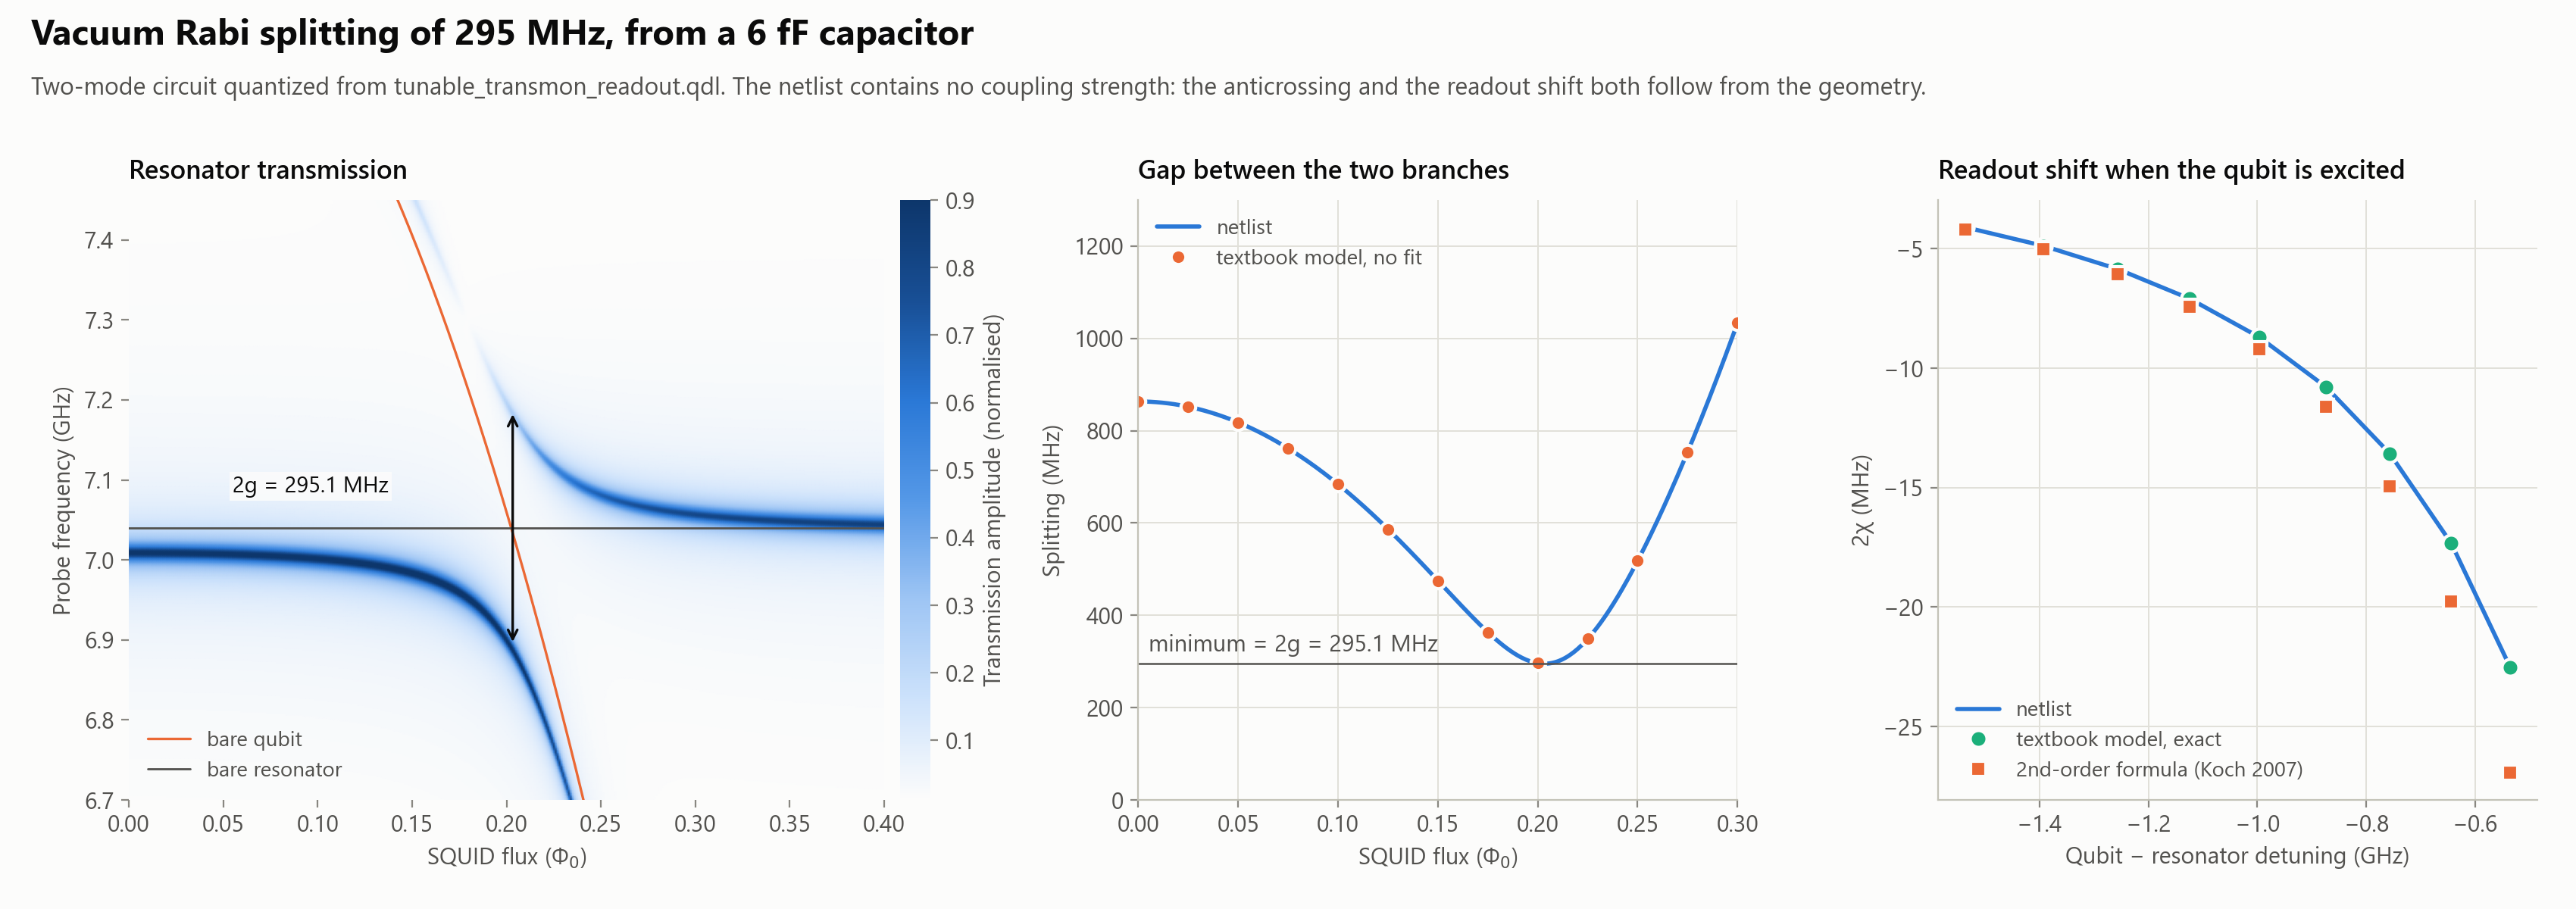 Vacuum Rabi splitting of 295 MHz, from a 6 fF capacitor
Two-mode circuit quantized from tunable_transmon_readout.qdl. The netlist contains no coupling strength: the anticrossing and the readout shift both follow from the geometry.
Resonator transmission
Probe frequency (GHz)
7.4
7.3
7.2
7.1
7.0
6.9
6.8
6.7
2g = 295.1 MHz
bare qubit
bare resonator
0.00 0.05 0.10 0.15 0.20 0.25 0.30 0.35 0.40
SQUID flux (Φ₀)
0.9
0.8
0.7
0.6
0.5
0.4
0.3
0.2
0.1
Transmission amplitude (normalised)
Gap between the two branches
netlist
textbook model, no fit
Splitting (MHz)
1200
1000
800
600
400
200
0
minimum = 2g = 295.1 MHz
0.00 0.05 0.10 0.15 0.20 0.25 0.30
SQUID flux (Φ₀)
Readout shift when the qubit is excited
2χ (MHz)
−5
−10
−15
−20
−25
netlist
textbook model, exact
2nd-order formula (Koch 2007)
−1.4 −1.2 −1.0 −0.8 −0.6
Qubit − resonator detuning (GHz)